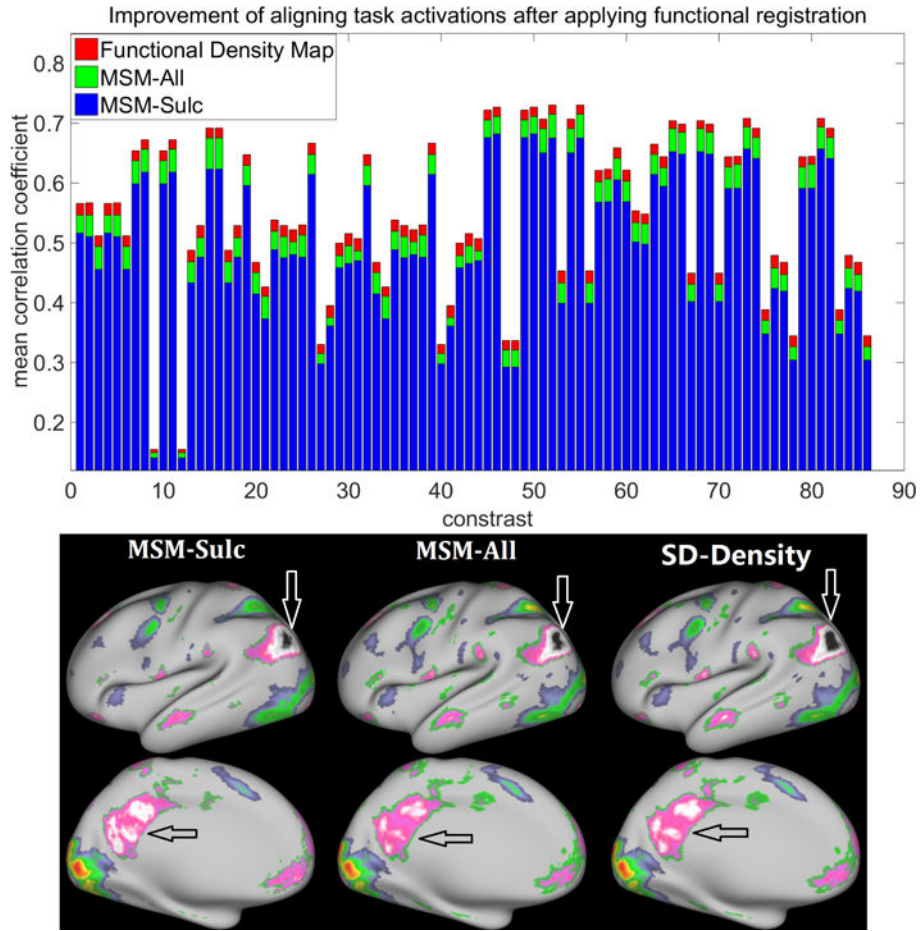 Improvement of aligning task activations after applying functional registration
Functional Density Map
MSM-All
MSM-Sulc
mean correlation coefficient
0.8
0.7
0.6
0.5
0.4
0.3
0.2
0 10 20 30 40 50 60 70 80 90
constrast
MSM-Sulc MSM-All SD-Density